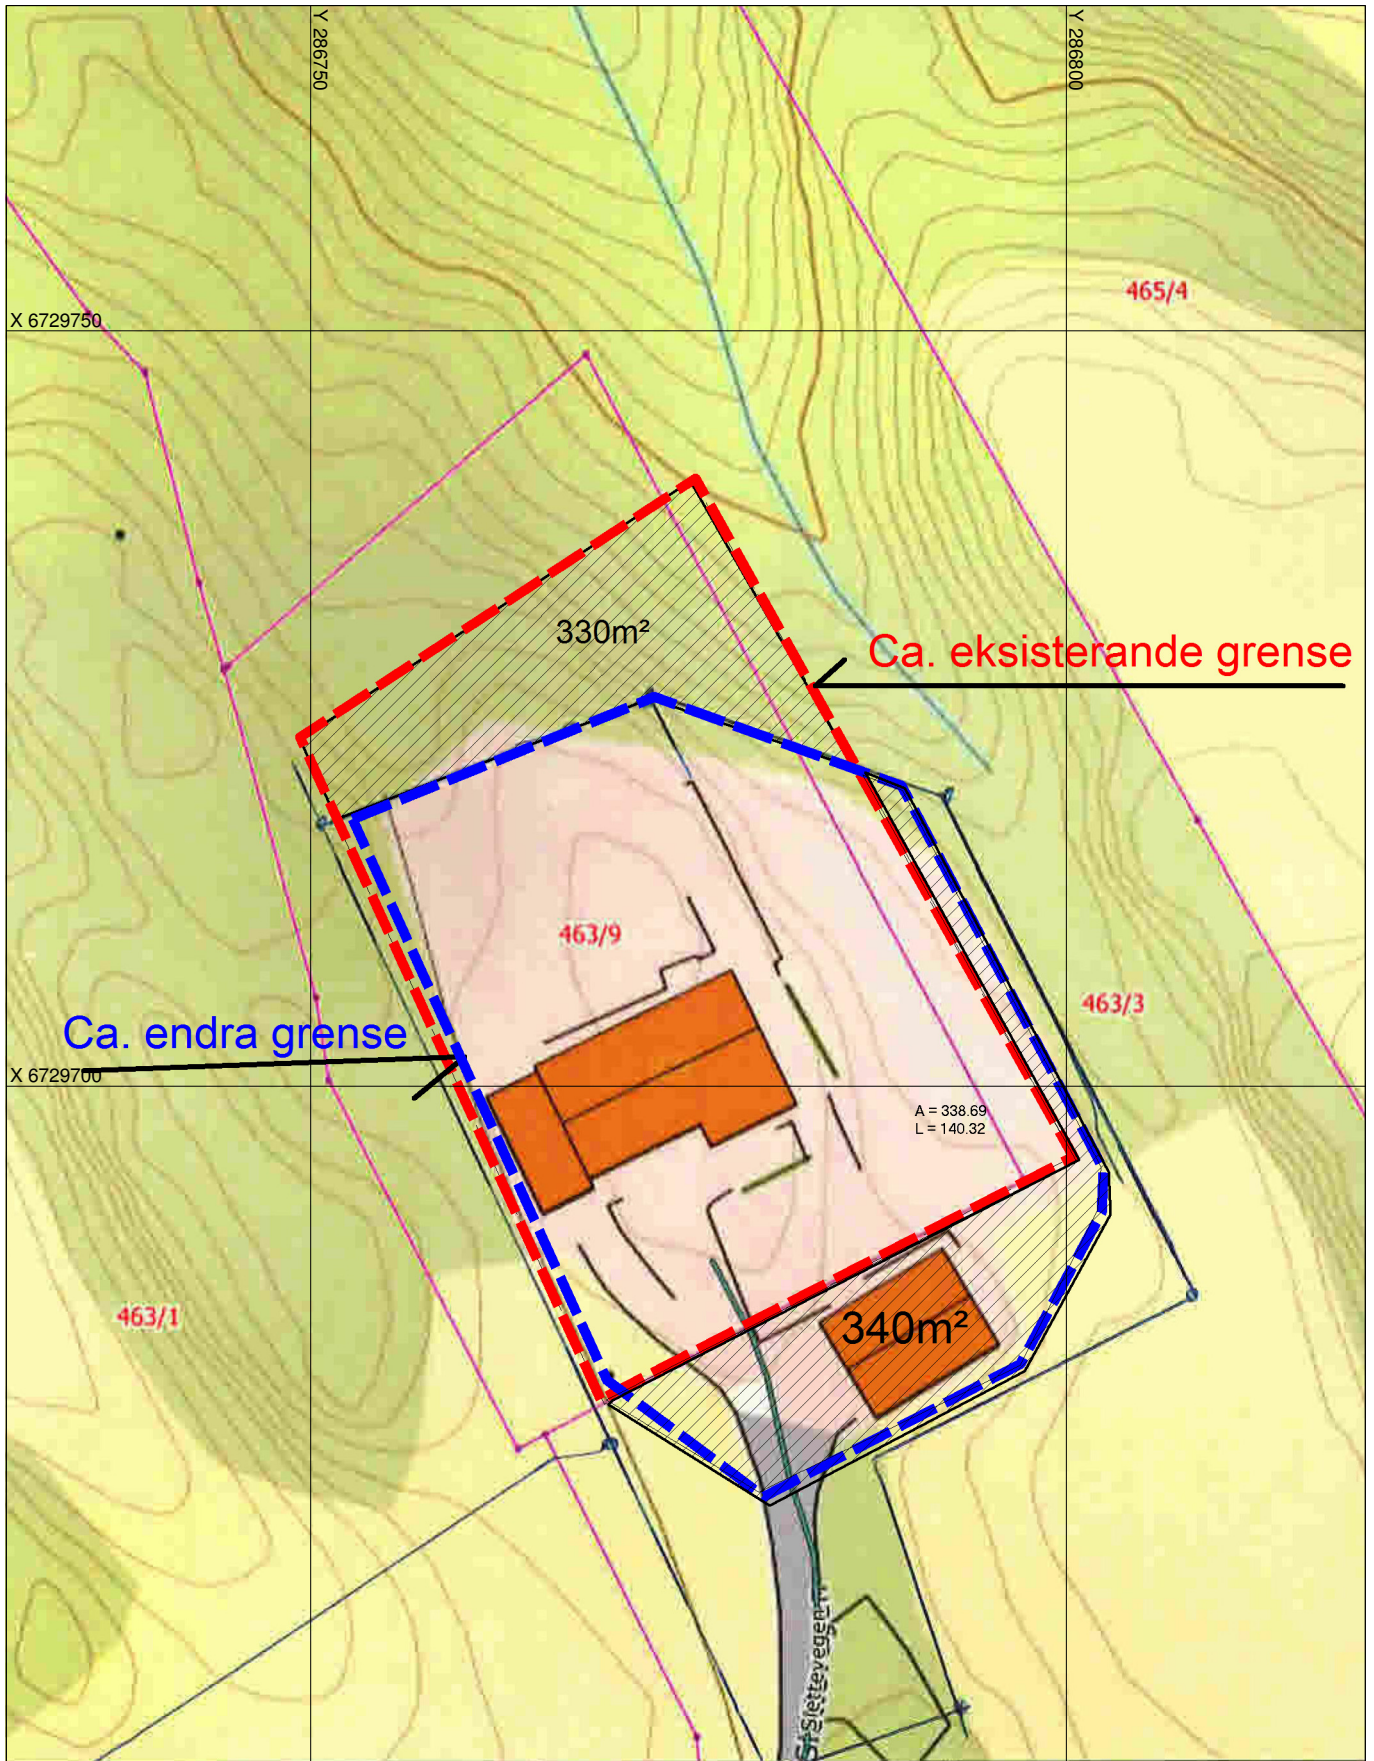 Y 286750
Y 286800
465/4
X 6729750
330m²
Ca. eksisterande grense
463/9
463/3
Ca. endra grense
X 6729700
A = 338.69
L = 140.32
463/1
340m²